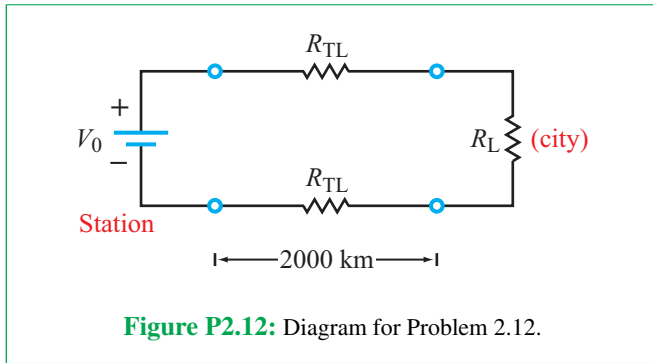 R_TL
+
V_0
−
R_L (city)
R_TL
Station
2000 km
Figure P2.12: Diagram for Problem 2.12.